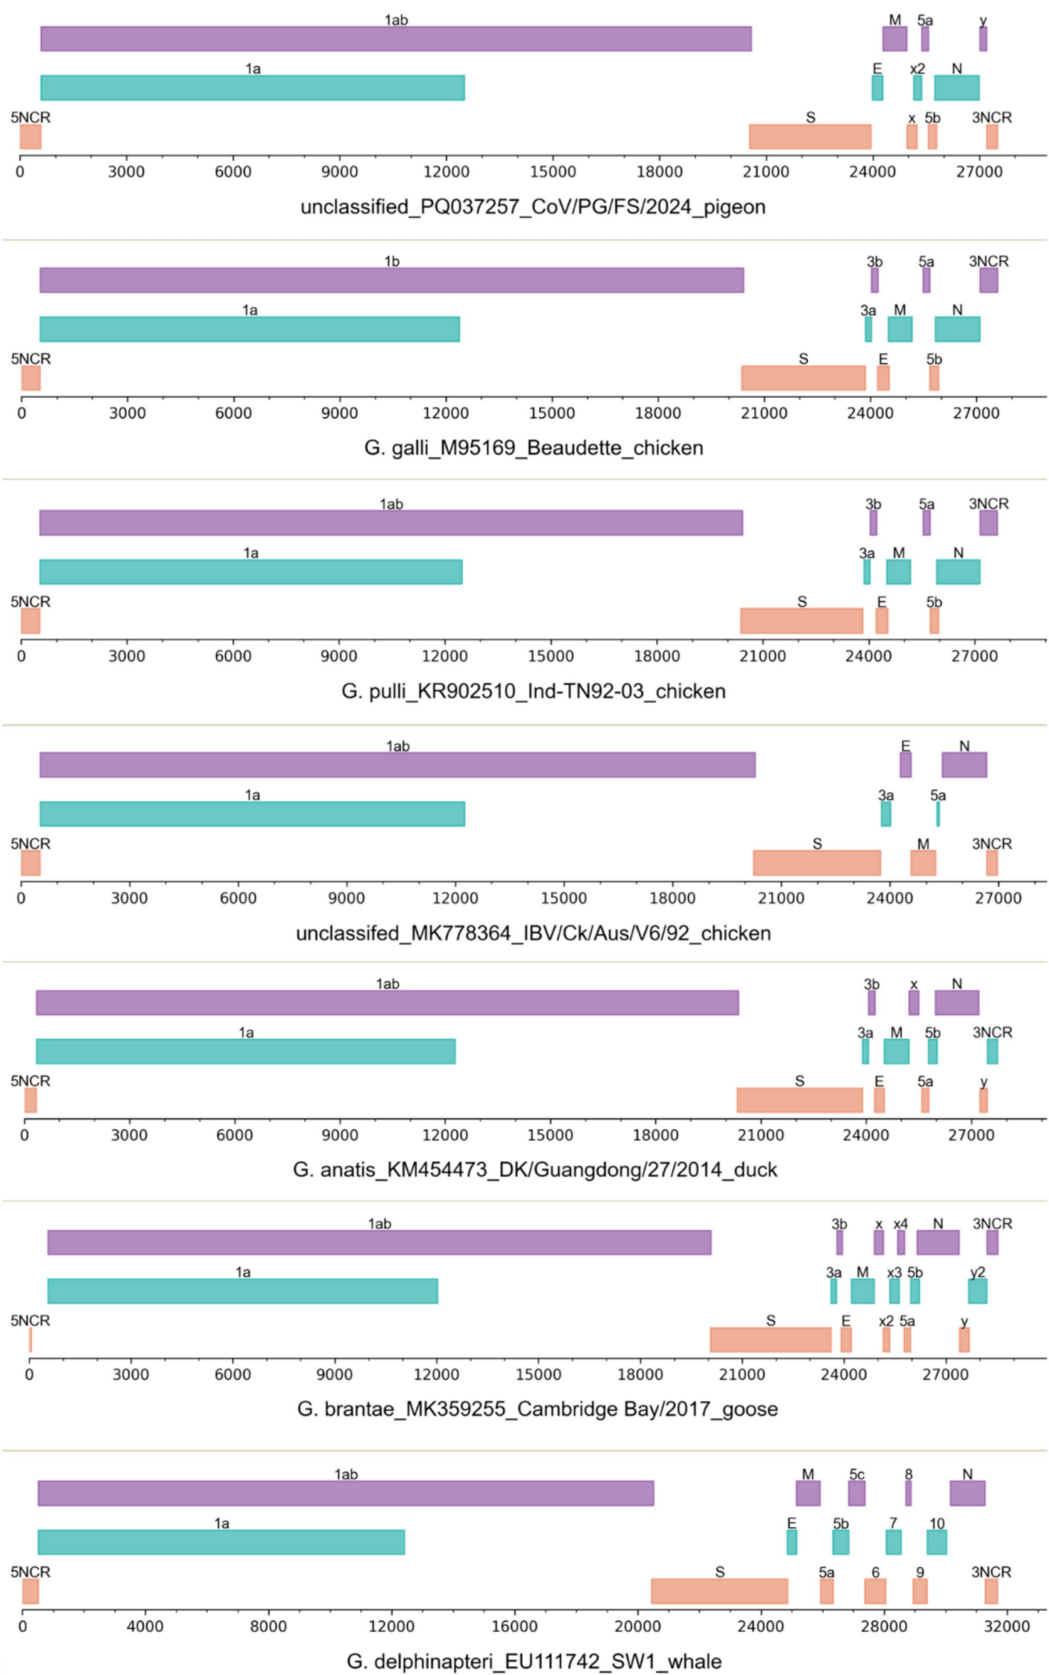 1ab
M 5a y
1a
E x2 N
5NCR
S x 5b 3NCR
0 3000 6000 9000 12000 15000 18000 21000 24000 27000
unclassified_PQ037257_CoV/PG/FS/2024_pigeon
1b
3b 5a 3NCR
1a
3a M N
5NCR
S E 5b
0 3000 6000 9000 12000 15000 18000 21000 24000 27000
G. galli_M95169_Beaudette_chicken
1ab
3b 5a 3NCR
1a
3a M N
5NCR
S E 5b
0 3000 6000 9000 12000 15000 18000 21000 24000 27000
G. pulli_KR902510_Ind-TN92-03_chicken
1ab
E N
1a
3a 5a
5NCR
S M 3NCR
0 3000 6000 9000 12000 15000 18000 21000 24000 27000
unclassifed_MK778364_IBV/Ck/Aus/V6/92_chicken
1ab
3b x N
1a
3a M 5b 3NCR
5NCR
S E 5a y
0 3000 6000 9000 12000 15000 18000 21000 24000 27000
G. anatis_KM454473_DK/Guangdong/27/2014_duck
1ab
3b x x4 N 3NCR
1a
3a M x3 5b y2
5NCR
S E x2 5a y
0 3000 6000 9000 12000 15000 18000 21000 24000 27000
G. brantae_MK359255_Cambridge Bay/2017_goose
1ab
M 5c 8 N
1a
E 5b 7 10
5NCR
S 5a 6 9 3NCR
0 4000 8000 12000 16000 20000 24000 28000 32000
G. delphinapteri_EU111742_SW1_whale